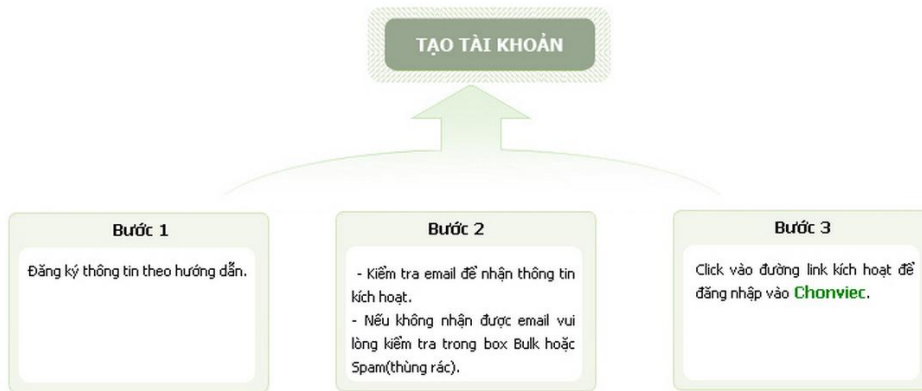 TẠO TÀI KHOẢN
Bước 1
Đăng ký thông tin theo hướng dẫn.
Bước 2
- Kiểm tra email để nhận thông tin
kích hoạt.
- Nếu không nhận được email vui
lòng kiểm tra trong box Bulk hoặc
Spam(thùng rác).
Bước 3
Click vào đường link kích hoạt để
đăng nhập vào Chonviec.